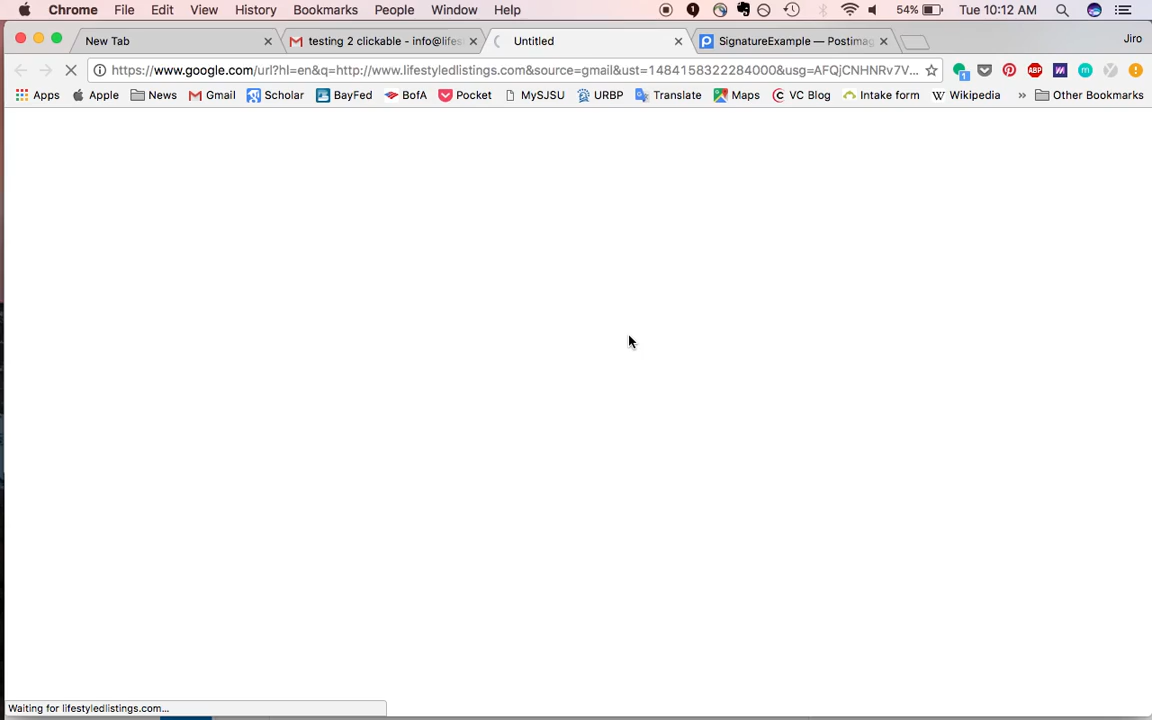 Chrome File Edit View History Bookmarks People Window Help 1 54% Tue 10:12 AM
New Tab testing 2 clickable - info@lifes Untitled SignatureExample — Postimag Jiro
https://www.google.com/url?hl=en&q=http://www.lifestyledlistings.com&source=gmail&ust=1484158322284000&usg=AFQjCNHNRv7V... 1 ABP
Apps Apple News Gmail Scholar BayFed BofA Pocket MySJSU URBP Translate Maps VC Blog Intake form Wikipedia » Other Bookmarks
Waiting for lifestyledlistings.com...